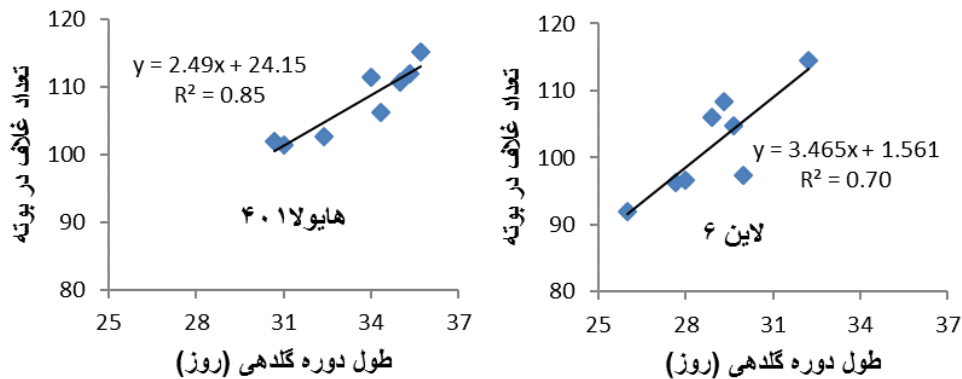 120
110
100
90
80
25
28
31
34
37
تعداد غلاف در بوته
y = 2.49x + 24.15
R² = 0.85
هایولا۴۰۱
طول دوره گلدهی (روز)
120
110
100
90
80
25
28
31
34
37
تعداد غلاف در بوته
y = 3.465x + 1.561
R² = 0.70
لاین ۶
طول دوره گلدهی (روز)